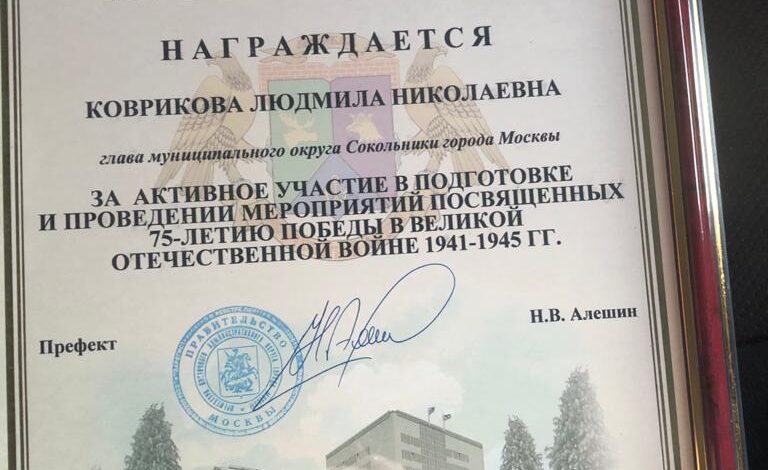 НАГРАЖДАЕТСЯ
КОВРИКОВА ЛЮДМИЛА НИКОЛАЕВНА
глава муниципального округа Сокольники города Москвы
ЗА АКТИВНОЕ УЧАСТИЕ В ПОДГОТОВКЕ
И ПРОВЕДЕНИИ МЕРОПРИЯТИЙ ПОСВЯЩЕННЫХ
75-ЛЕТИЮ ПОБЕДЫ В ВЕЛИКОЙ
ОТЕЧЕСТВЕННОЙ ВОЙНЕ 1941-1945 ГГ.
Н.В. Алешин
Префект
ПРАВИТЕЛЬСТВО
МОСКВЫ